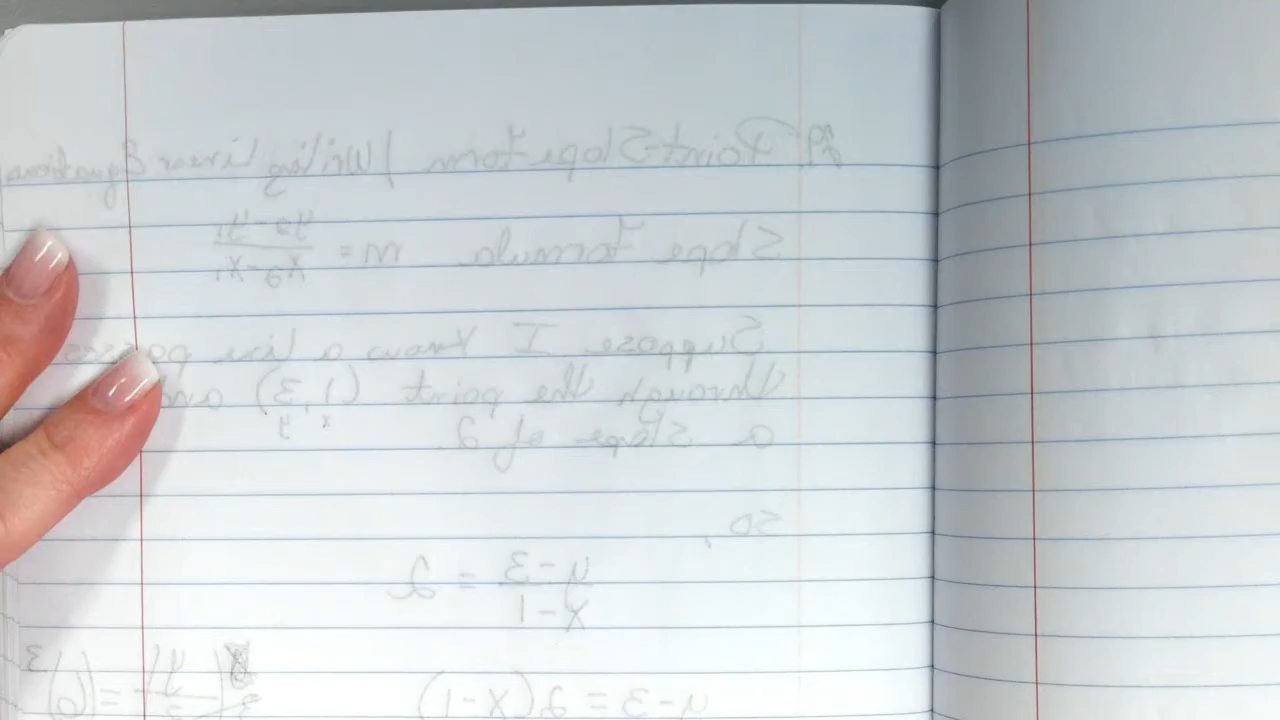 29 Point-Slope form | Writing Linear Equations
Slope formula m = y2 - y1 / x2 - x1
Suppose I know a line passes
through the point (1, 3) and
x y
a slope of 2.
so,
y - 3 / x - 1 = 2
y - 3 = 2(x - 1)